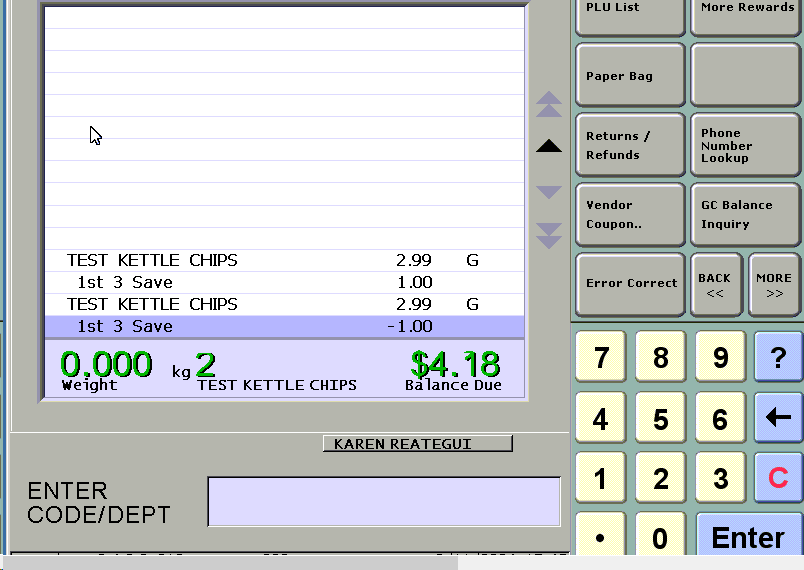 PLU List
More Rewards
Paper Bag
Returns /
Refunds
Phone
Number
Lookup
Vendor
Coupon..
GC Balance
Inquiry
Error Correct
BACK
<<
MORE
>>
TEST KETTLE CHIPS 2.99 G
1st 3 Save 1.00
TEST KETTLE CHIPS 2.99 G
1st 3 Save -1.00
0.000 kg 2 $4.18
Weight TEST KETTLE CHIPS Balance Due
7 8 9 ?
4 5 6 ←
1 2 3 C
. 0 Enter
KAREN REATEGUI
ENTER
CODE/DEPT